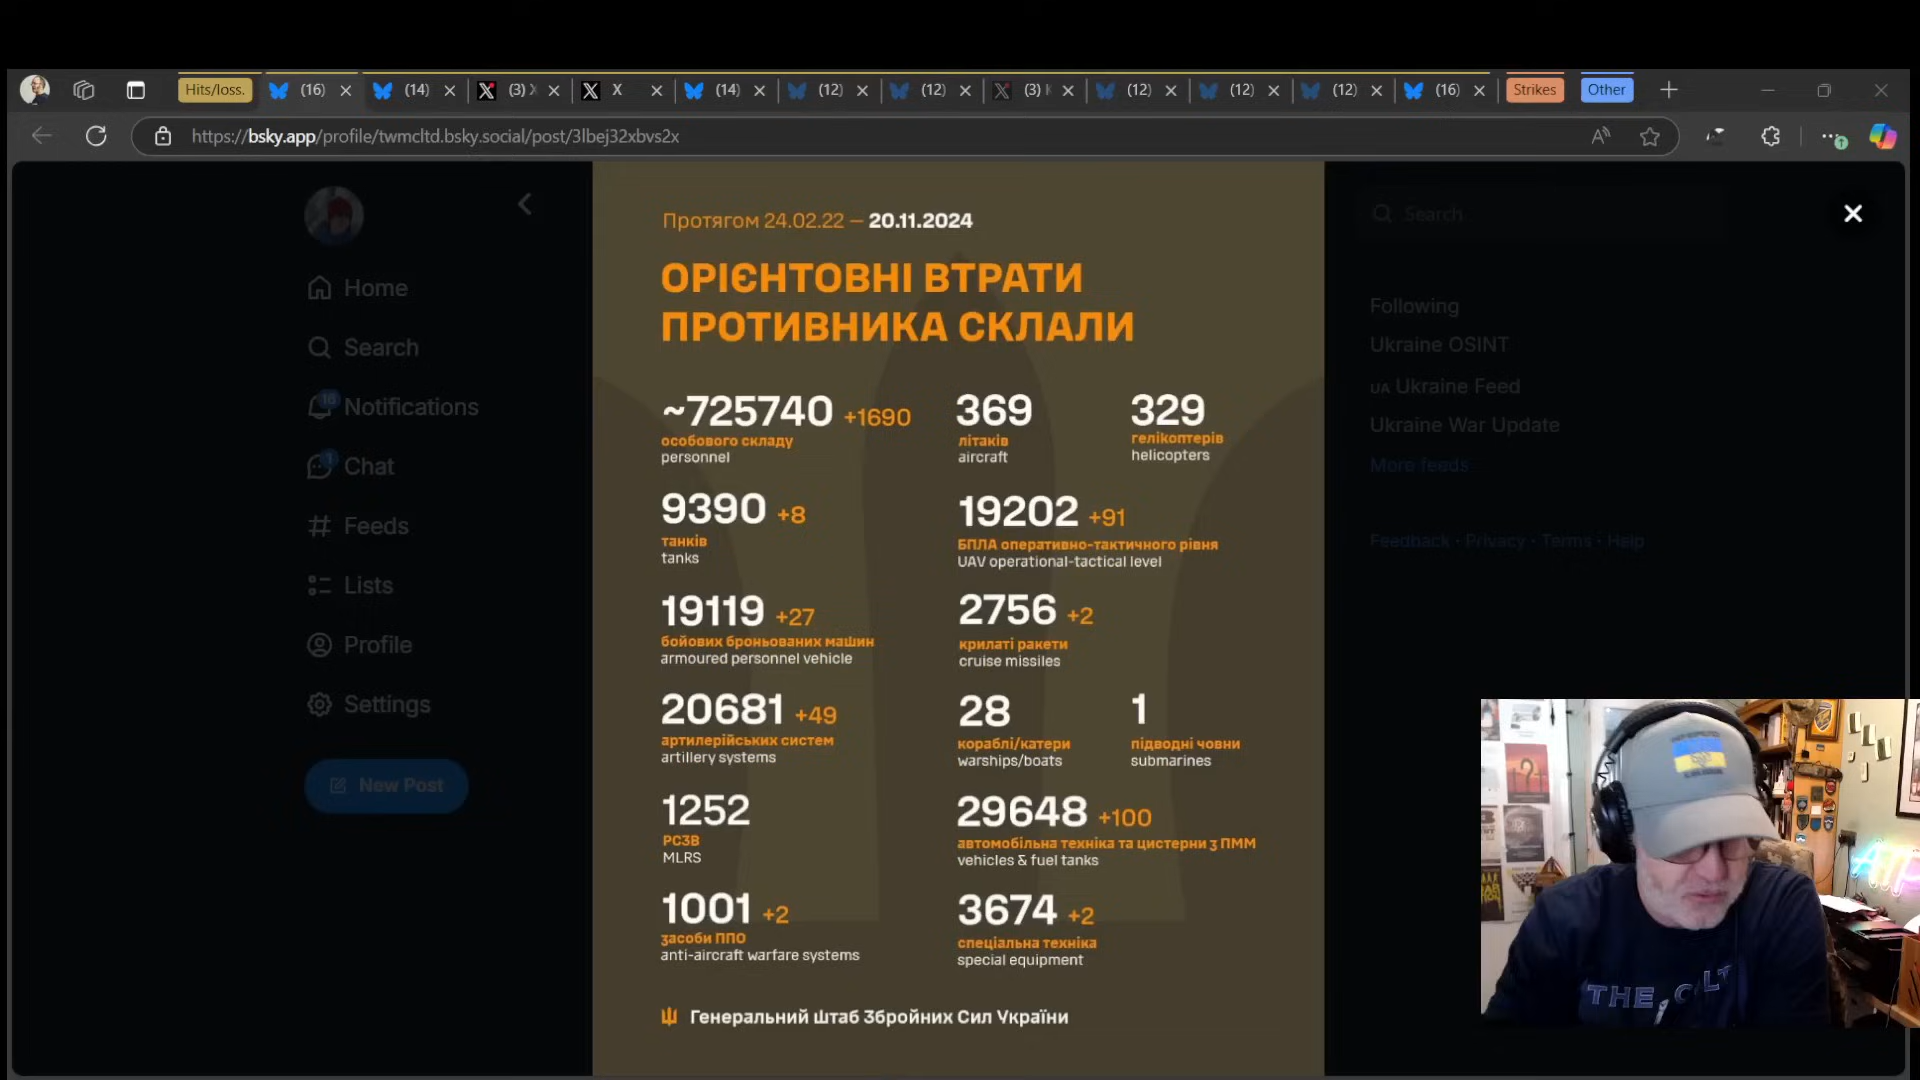 Hits/loss.
(16)
(14)
(3) X
X
(14)
(12)
(12)
(3)
(12)
(12)
(12)
(16)
Strikes
Other
https://bsky.app/profile/twmcltd.bsky.social/post/3lbej32xbvs2x
Home
Search
16
Notifications
1
Chat
Feeds
Lists
Profile
Settings
New Post
Протягом 24.02.22 — 20.11.2024
ОРІЄНТОВНІ ВТРАТИ
ПРОТИВНИКА СКЛАЛИ
~725740 +1690
особового складу
personnel
369
літаків
aircraft
329
гелікоптерів
helicopters
9390 +8
танків
tanks
19202 +91
БПЛА оперативно-тактичного рівня
UAV operational-tactical level
19119 +27
бойових броньованих машин
armoured personnel vehicle
2756 +2
крилаті ракети
cruise missiles
20681 +49
артилерійських систем
artillery systems
28
кораблі/катери
warships/boats
1
підводні човни
submarines
1252
РСЗВ
MLRS
29648 +100
автомобільна техніка та цистерни з ПММ
vehicles & fuel tanks
1001 +2
засоби ППО
anti-aircraft warfare systems
3674 +2
спеціальна техніка
special equipment
Генеральний штаб Збройних Сил України
Search
Following
Ukraine OSINT
UA Ukraine Feed
Ukraine War Update
More feeds
Feedback · Privacy · Terms · Help
ATP
THE CULT